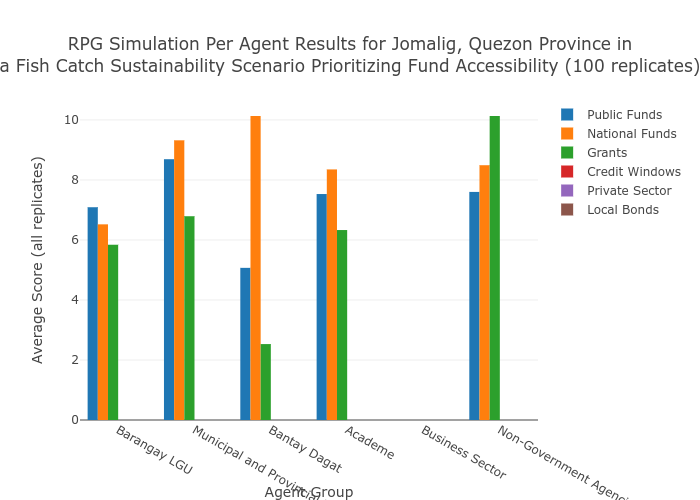 RPG Simulation Per Agent Results for Jomalig, Quezon Province in
a Fish Catch Sustainability Scenario Prioritizing Fund Accessibility (100 replicates)
Public Funds
National Funds
Grants
Credit Windows
Private Sector
Local Bonds
Average Score (all replicates)
10
8
6
4
2
0
Barangay LGU
Municipal and
Bantay Dagat
Academe
Business Sector
Non-Government
Agent Group